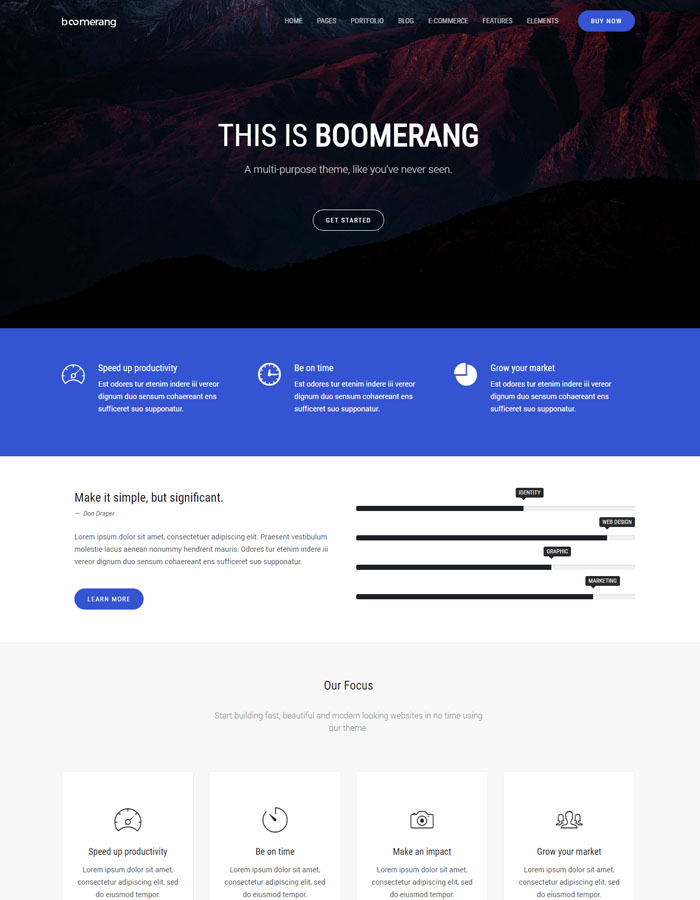 boomerang
HOME PAGES PORTFOLIO BLOG E-COMMERCE FEATURES ELEMENTS BUY NOW
THIS IS BOOMERANG
A multi-purpose theme, like you've never seen.
GET STARTED
Speed up productivity
Est odores tur etenim indere iii vereor
dignum duo sensum cohaereant ens
sufficeret suo supponatur.
Be on time
Est odores tur etenim indere iii vereor
dignum duo sensum cohaereant ens
sufficeret suo supponatur.
Grow your market
Est odores tur etenim indere iii vereor
dignum duo sensum cohaereant ens
sufficeret suo supponatur.
Make it simple, but significant.
— Don Draper
Lorem ipsum dolor sit amet, consectetuer adipiscing elit. Praesent vestibulum
molestie lacus aenean nonummy hendrerit mauris. Odores tur etenim indere iii
vereor dignum duo sensum cohaereant ens sufficeret suo supponatur.
LEARN MORE
IDENTITY
WEB DESIGN
GRAPHIC
MARKETING
Our Focus
Start building fast, beautiful and modern looking websites in no time using
our theme.
Speed up productivity
Lorem ipsum dolor sit amet,
consectetur adipiscing elit, sed
do eiusmod tempor.
Be on time
Lorem ipsum dolor sit amet,
consectetur adipiscing elit, sed
do eiusmod tempor.
Make an impact
Lorem ipsum dolor sit amet,
consectetur adipiscing elit, sed
do eiusmod tempor.
Grow your market
Lorem ipsum dolor sit amet,
consectetur adipiscing elit, sed
do eiusmod tempor.